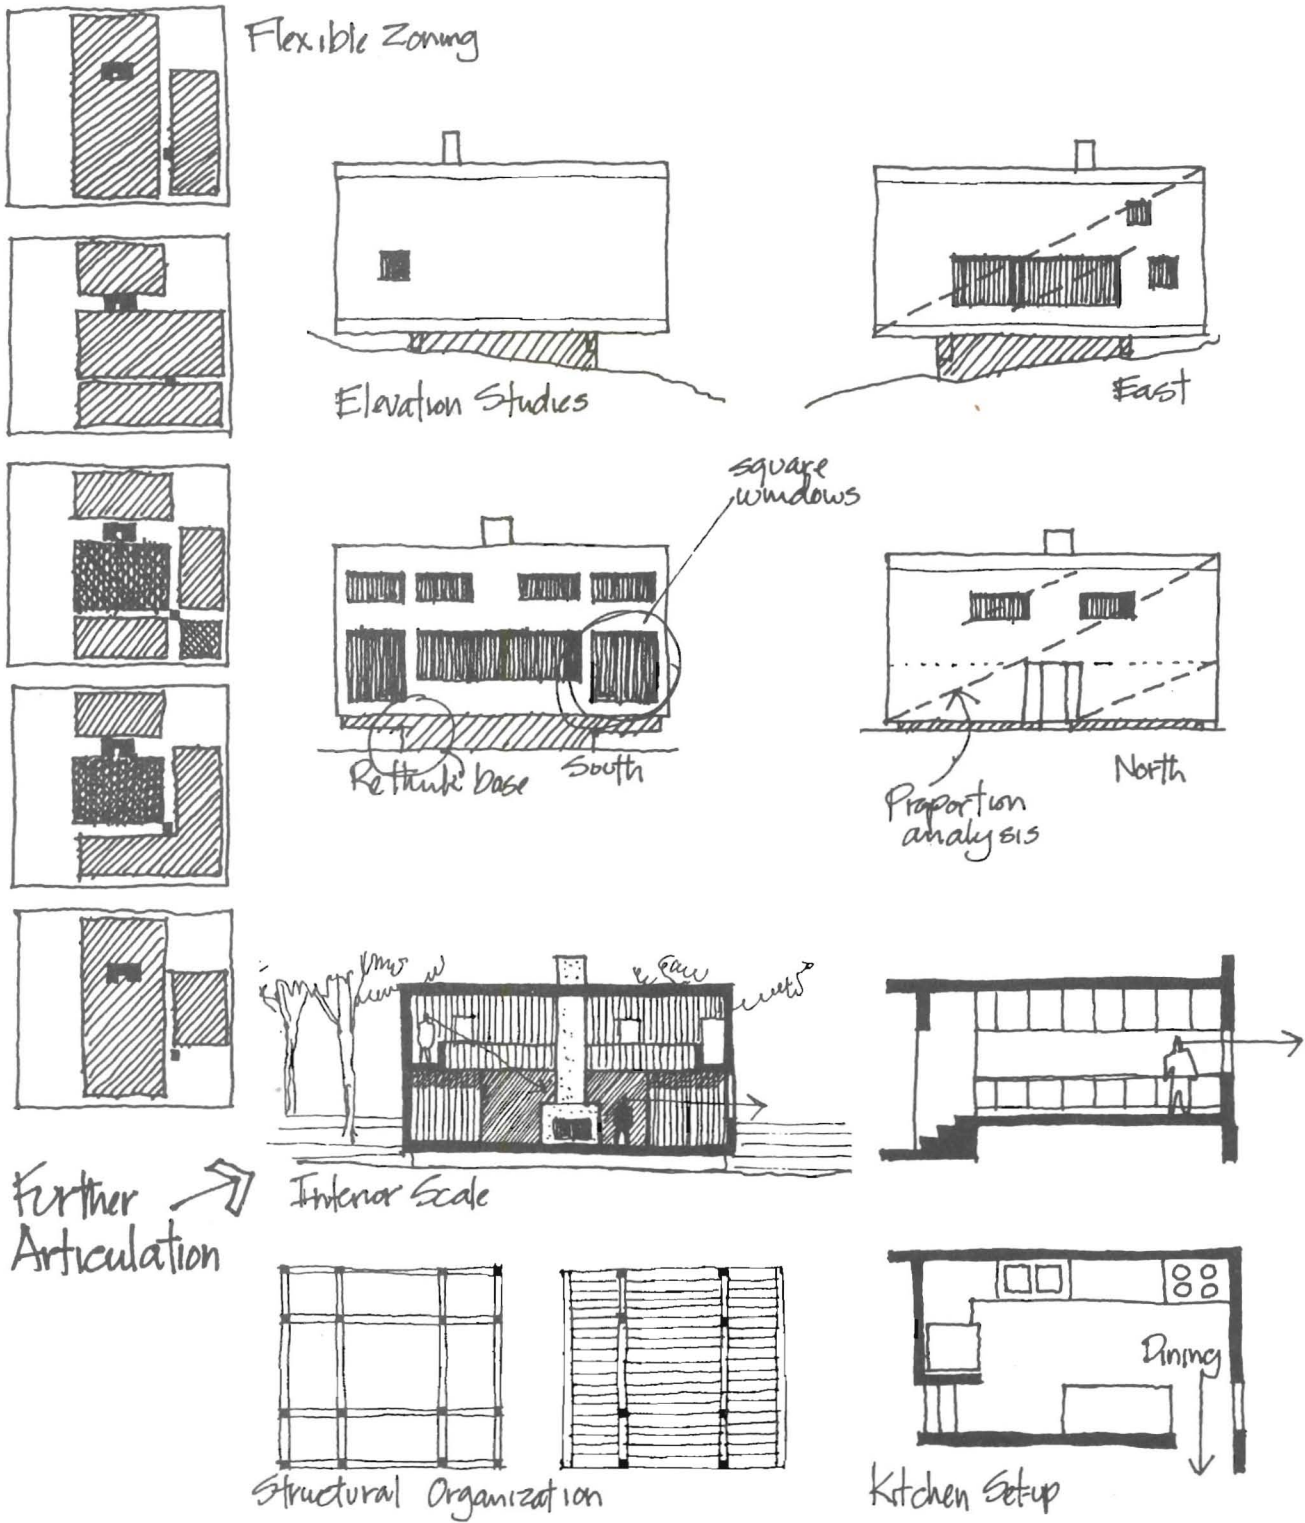 Flexible Zoning
Elevation Studies
East
square
windows
Rethink base
South
North
Proportion
analysis
Further
Articulation
Interior Scale
Dining
Structural Organization
Kitchen Setup